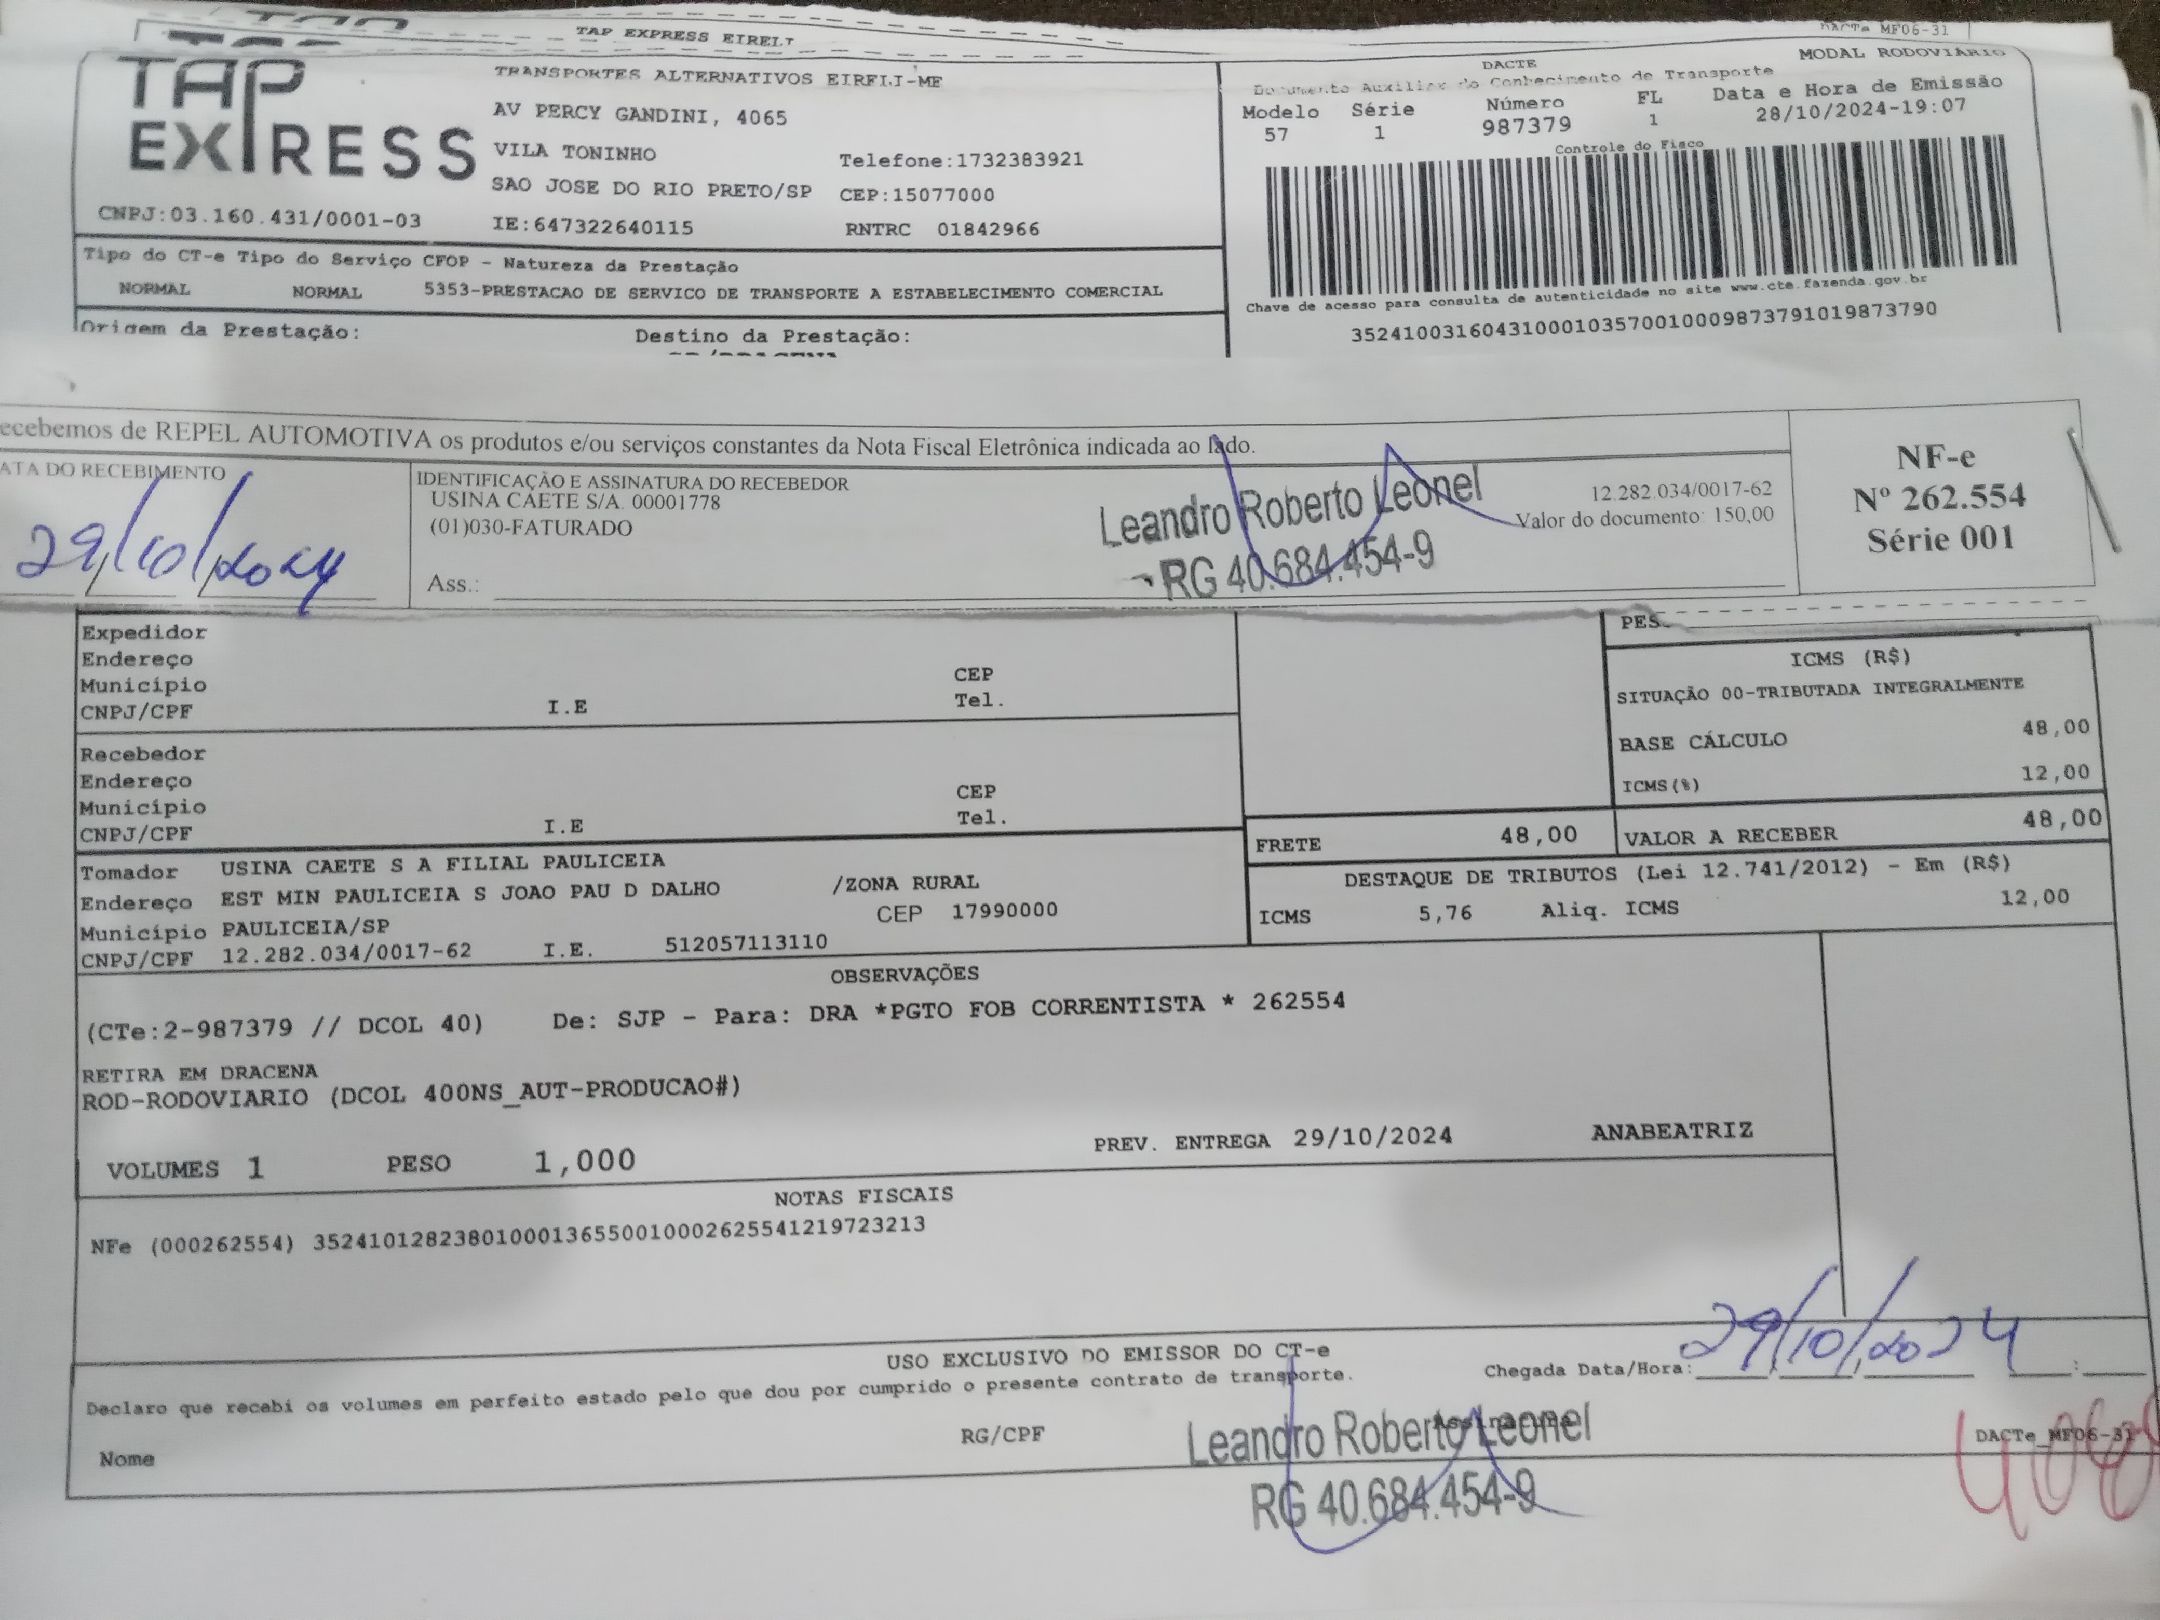 TAP EXPRESS EIRELI
DACTe MF06-31
TAP EXPRESS
TRANSPORTES ALTERNATIVOS EIRELI-ME
AV PERCY GANDINI, 4065
VILA TONINHO
Telefone:1732383921
SAO JOSE DO RIO PRETO/SP CEP:15077000
CNPJ:03.160.431/0001-03
IE:647322640115 RNTRC 01842966
DACTE MODAL RODOVIÁRIO
Documento Auxiliar do Conhecimento de Transporte
Modelo Série Número FL Data e Hora de Emissão
57 1 987379 1 28/10/2024-19:07
Controle do Fisco
Chave de acesso para consulta de autenticidade no site www.cte.fazenda.gov.br
35241003160431000103570010009873791019873790
Tipo do CT-e Tipo do Serviço CFOP - Natureza da Prestação
NORMAL NORMAL 5353-PRESTACAO DE SERVICO DE TRANSPORTE A ESTABELECIMENTO COMERCIAL
Origem da Prestação: Destino da Prestação:
ecebemos de REPEL AUTOMOTIVA os produtos e/ou serviços constantes da Nota Fiscal Eletrônica indicada ao lado.
ATA DO RECEBIMENTO
29/10/2024
IDENTIFICAÇÃO E ASSINATURA DO RECEBEDOR
USINA CAETE S/A 00001778
(01)030-FATURADO
Ass.:
Leandro Roberto Leonel
RG 40.684.454-9
12.282.034/0017-62
Valor do documento: 150,00
NF-e
Nº 262.554
Série 001
Expedidor
Endereço
Município CEP
CNPJ/CPF I.E Tel.
Recebedor
Endereço
Município CEP
CNPJ/CPF I.E Tel.
PES
ICMS (R$)
SITUAÇÃO 00-TRIBUTADA INTEGRALMENTE
BASE CÁLCULO 48,00
ICMS(%) 12,00
FRETE 48,00 VALOR A RECEBER 48,00
Tomador USINA CAETE S A FILIAL PAULICEIA
Endereço EST MIN PAULICEIA S JOAO PAU D DALHO /ZONA RURAL
Município PAULICEIA/SP CEP 17990000
CNPJ/CPF 12.282.034/0017-62 I.E. 512057113110
DESTAQUE DE TRIBUTOS (Lei 12.741/2012) - Em (R$)
ICMS 5,76 Aliq. ICMS 12,00
OBSERVAÇÕES
(CTe:2-987379 // DCOL 40) De: SJP - Para: DRA *PGTO FOB CORRENTISTA * 262554
RETIRA EM DRACENA
ROD-RODOVIARIO (DCOL 400NS_AUT-PRODUCAO#)
VOLUMES 1 PESO 1,000 PREV. ENTREGA 29/10/2024 ANABEATRIZ
NOTAS FISCAIS
NFe (000262554) 35241012823801000136550010002625541219723213
USO EXCLUSIVO DO EMISSOR DO CT-e
Declaro que recebi os volumes em perfeito estado pelo que dou por cumprido o presente contrato de transporte.
Chegada Data/Hora: 29/10/2024 :
Nome RG/CPF Assinatura
Leandro Roberto Leonel
RG 40.684.454-9
DACTe_MF06-31